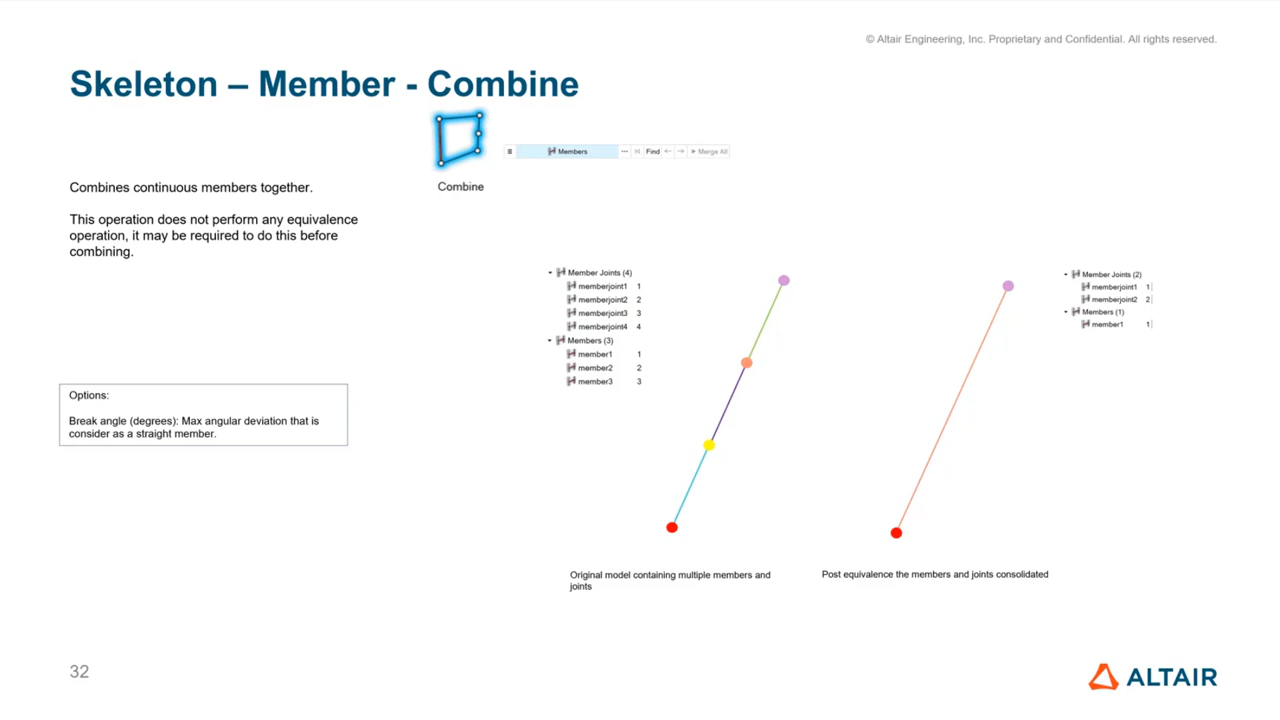 © Altair Engineering, Inc. Proprietary and Confidential. All rights reserved.
Skeleton – Member - Combine
Members
Find
Merge All
Combine
Combines continuous members together.
This operation does not perform any equivalence
operation, it may be required to do this before
combining.
Options:
Break angle (degrees): Max angular deviation that is
consider as a straight member.
Member Joints (4)
memberjoint1 1
memberjoint2 2
memberjoint3 3
memberjoint4 4
Members (3)
member1 1
member2 2
member3 3
Member Joints (2)
memberjoint1 1
memberjoint2 2
Members (1)
member1 1
Original model containing multiple members and
joints
Post equivalence the members and joints consolidated
32
ALTAIR